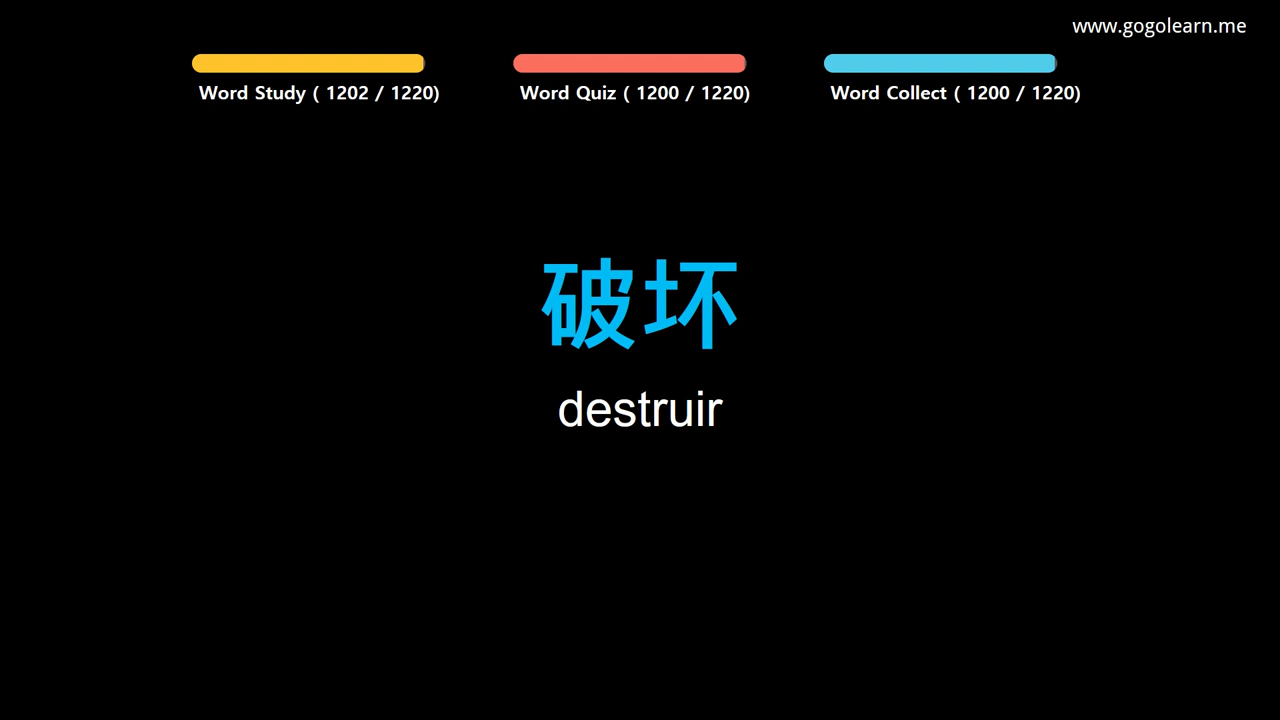 www.gogolearn.me
Word Study ( 1202 / 1220)
Word Quiz ( 1200 / 1220)
Word Collect ( 1200 / 1220)
破坏
destruir